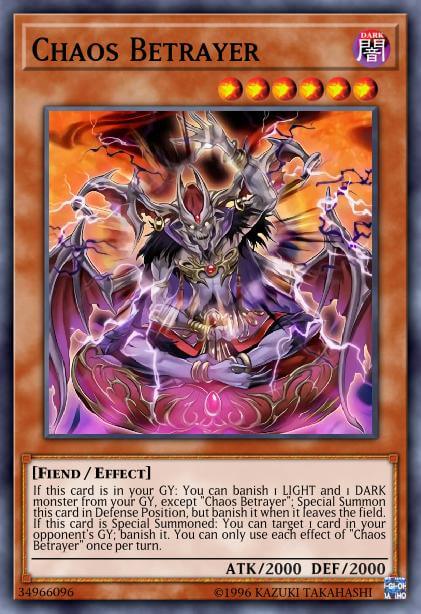 CHAOS BETRAYER
DARK
闇
[FIEND / EFFECT]
If this card is in your GY: You can banish 1 LIGHT and 1 DARK
monster from your GY, except "Chaos Betrayer"; Special Summon
this card in Defense Position, but banish it when it leaves the field.
If this card is Special Summoned: You can target 1 card in your
opponent's GY; banish it. You can only use each effect of "Chaos
Betrayer" once per turn.
ATK/2000 DEF/2000
34966096
©1996 KAZUKI TAKAHASHI